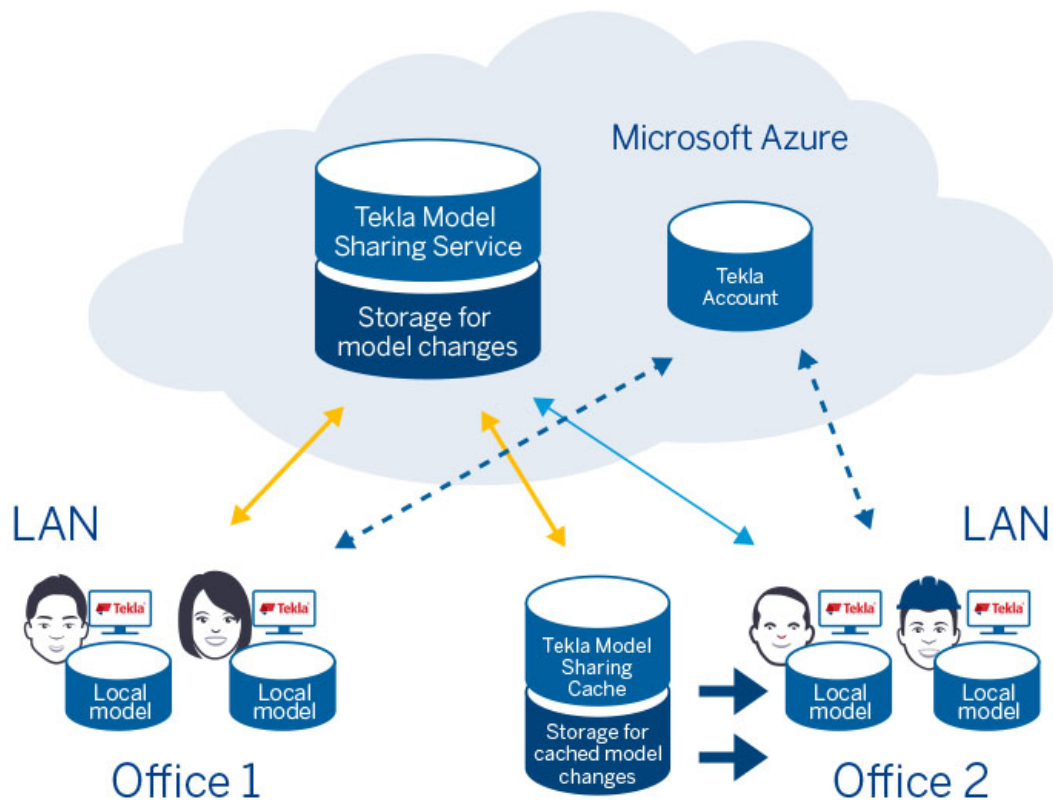 Microsoft Azure
Tekla Model
Sharing Service
Storage for
model changes
Tekla
Account
LAN
LAN
Tekla
Tekla
Local
model
Local
model
Office 1
Tekla Model
Sharing
Cache
Storage for
cached model
changes
Tekla
Tekla
Local
model
Local
model
Office 2